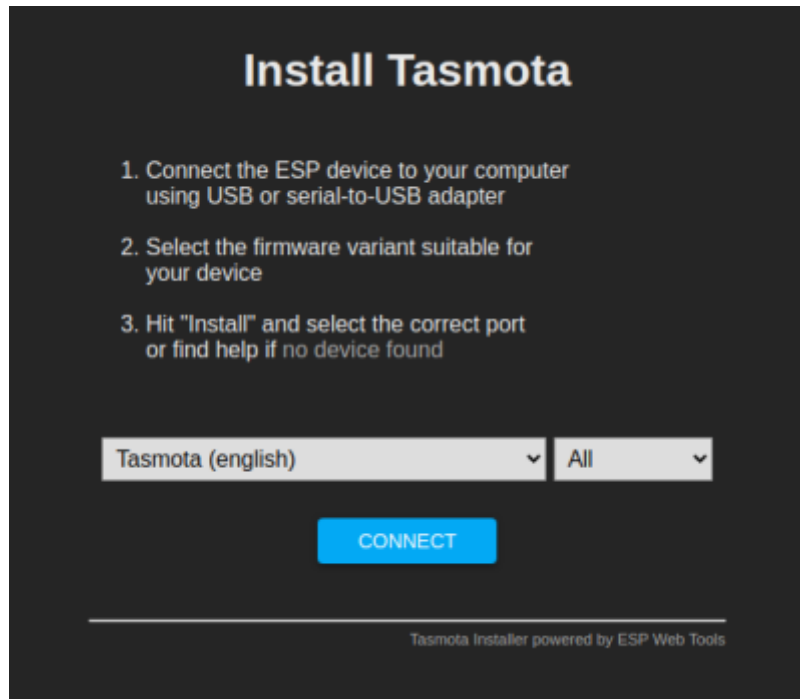 Install Tasmota
1. Connect the ESP device to your computer
using USB or serial-to-USB adapter
2. Select the firmware variant suitable for
your device
3. Hit "Install" and select the correct port
or find help if no device found
Tasmota (english) All
CONNECT
Tasmota Installer powered by ESP Web Tools